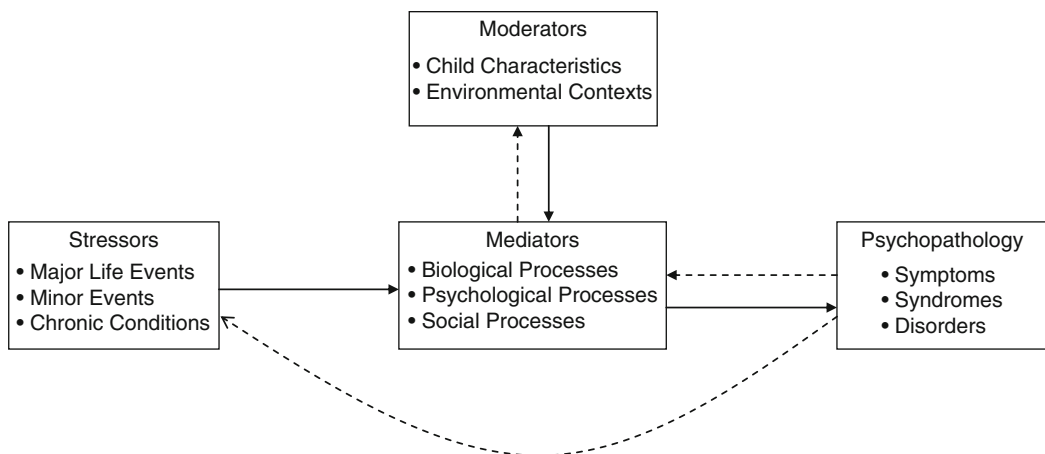 Moderators
• Child Characteristics
• Environmental Contexts
Stressors
• Major Life Events
• Minor Events
• Chronic Conditions
Mediators
• Biological Processes
• Psychological Processes
• Social Processes
Psychopathology
• Symptoms
• Syndromes
• Disorders